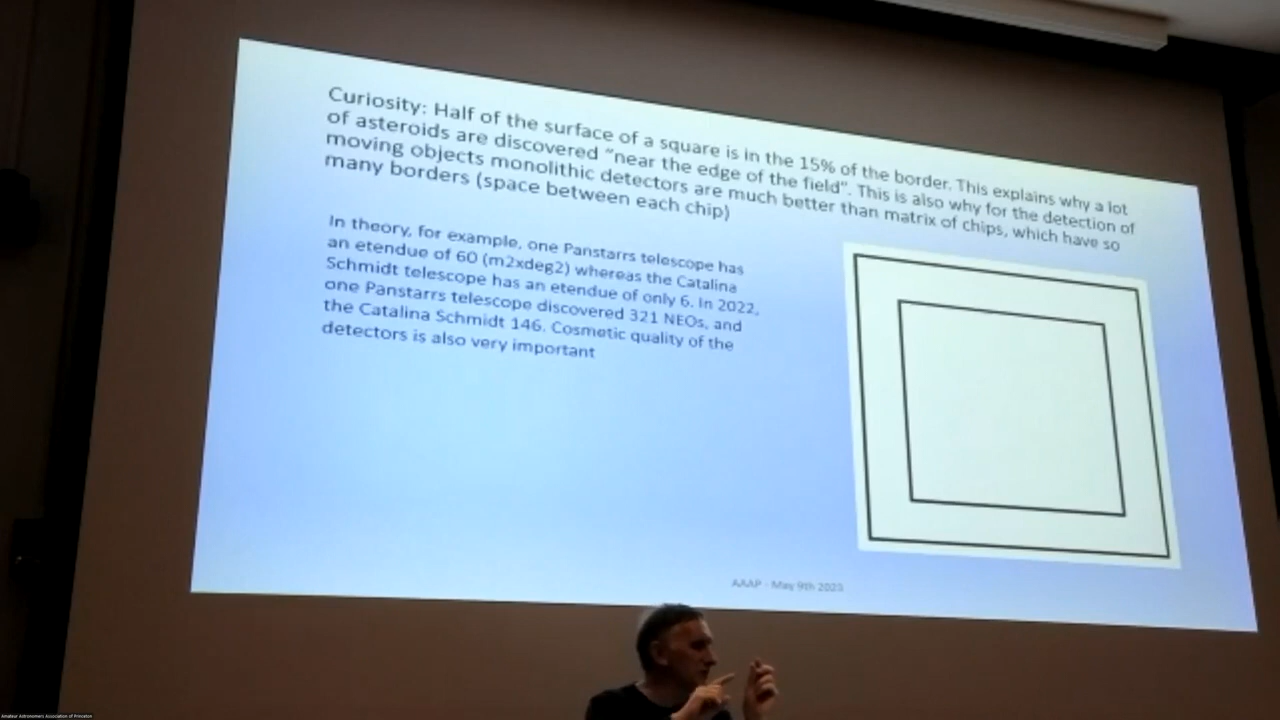 Curiosity: Half of the surface of a square is in the 15% of the border. This explains why a lot
of asteroids are discovered “near the edge of the field”. This is also why for the detection of
moving objects monolithic detectors are much better than matrix of chips, which have so
many borders (space between each chip)
In theory, for example, one Panstarrs telescope has
an etendue of 60 (m2xdeg2) whereas the Catalina
Schmidt telescope has an etendue of only 6. In 2022,
one Panstarrs telescope discovered 321 NEOs, and
the Catalina Schmidt 146. Cosmetic quality of the
detectors is also very important
AAAP - May 9th 2023
Amateur Astronomers Association of Princeton